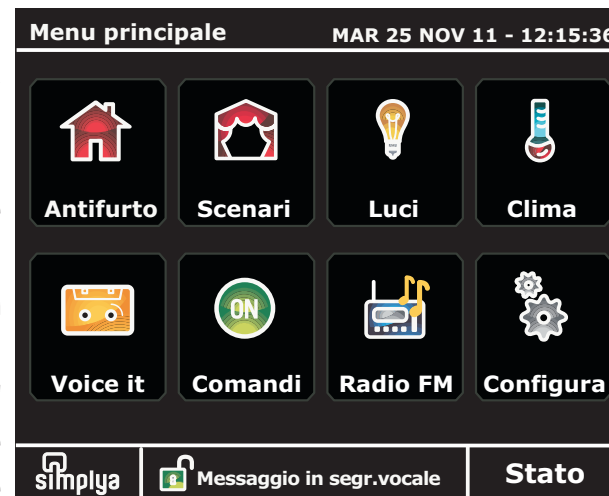 Menu principale MAR 25 NOV 11 - 12:15:36
Antifurto Scenari Luci Clima
ON
Voice it Comandi Radio FM Configura
simplya 8 Messaggio in segr.vocale Stato